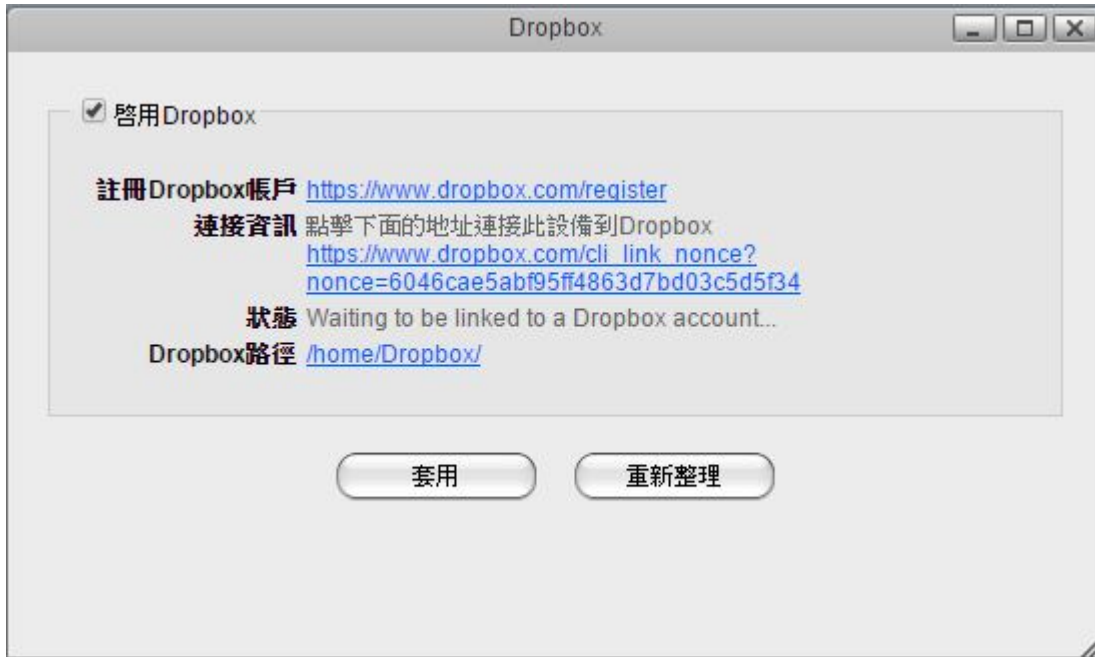 Dropbox
啓用Dropbox
註冊Dropbox帳戶 https://www.dropbox.com/register
連接資訊 點擊下面的地址連接此設備到Dropbox
https://www.dropbox.com/cli_link_nonce?
nonce=6046cae5abf95ff4863d7bd03c5d5f34
狀態 Waiting to be linked to a Dropbox account...
Dropbox路徑 /home/Dropbox/
套用 重新整理